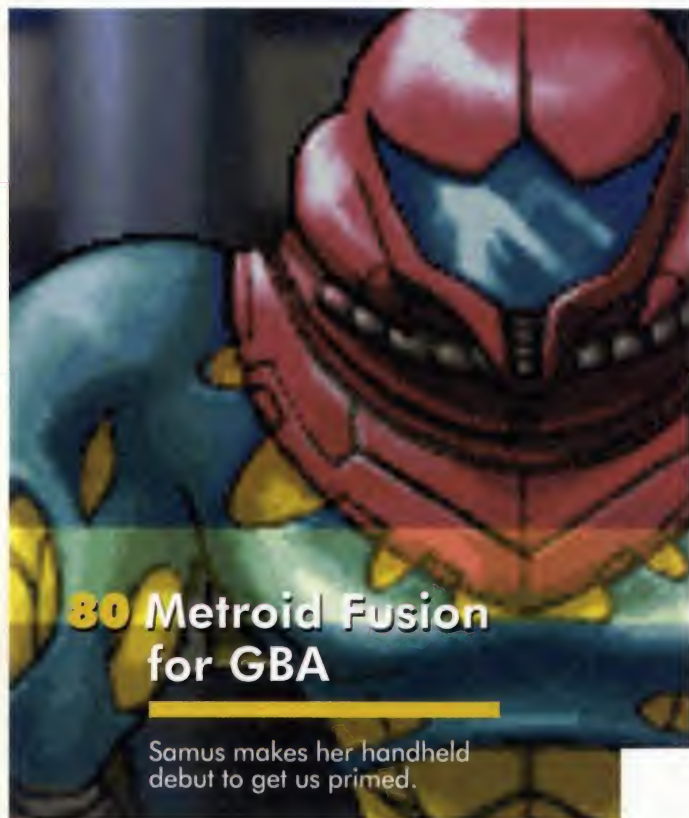 80 Metroid Fusion
for GBA
Samus makes her handheld
debut to get us primed.